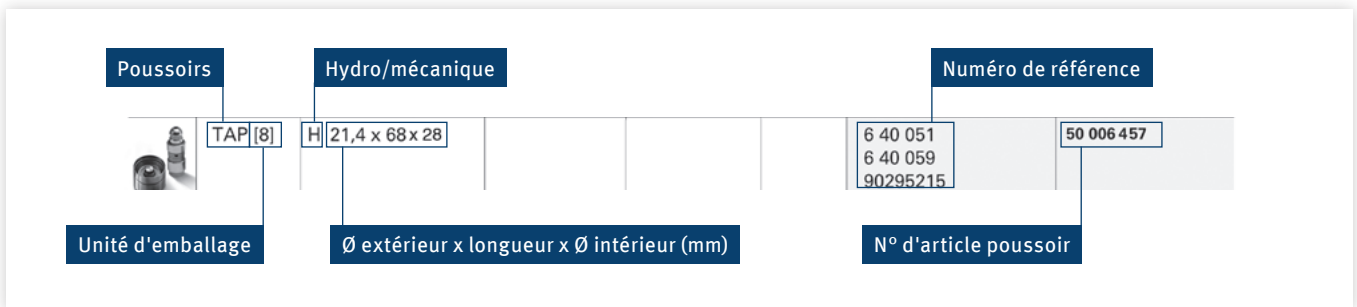 Poussoirs
Hydro/mécanique
Numéro de référence
TAP [8]
H 21,4 x 68 x 28
6 40 051
6 40 059
90295215
50 006 457
Unité d'emballage
Ø extérieur x longueur x Ø intérieur (mm)
N° d'article poussoir